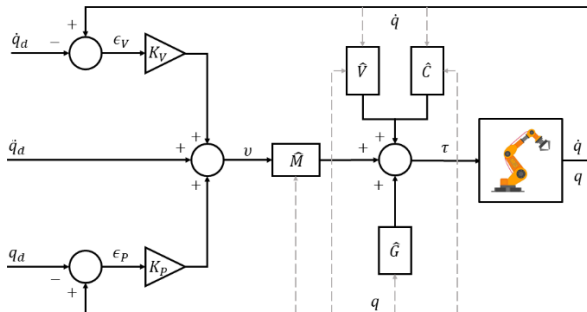 + q̇
q̇_d − ϵ_V K_V V̂ Ĉ
+ +
q̈_d + υ M̂ + τ q̇
+ + q
Ĝ
q_d ϵ_P K_P
−
+ q